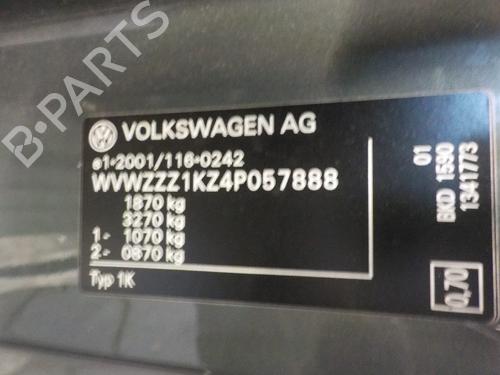 B-PARTS
VOLKSWAGEN AG
e1*2001/116*0242
WVWZZZ1KZ4P057888
1870 kg
3270 kg
1- 1070 kg
2- 0870 kg
Typ 1K
01
BKD 1590
1341773
0,70